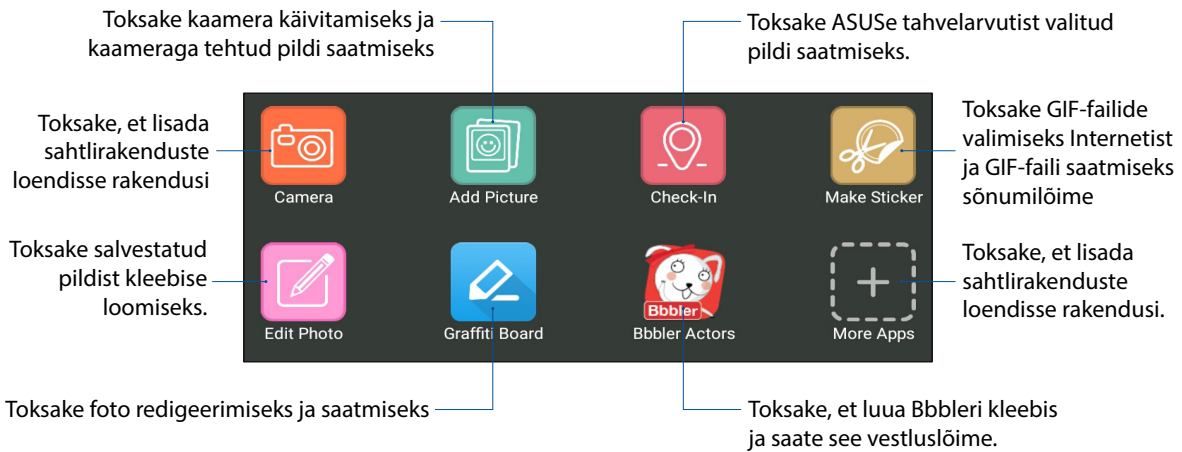 Toksake kaamera käivitamiseks ja
kaameraga tehtud pildi saatmiseks
Toksake ASUSe tahvelarvutist valitud
pildi saatmiseks.
Toksake, et lisada
sahtlirakenduste
loendisse rakendusi
Toksake GIF-failide
valimiseks Internetist
ja GIF-faili saatmiseks
sõnumilõime
Camera
Add Picture
Check-In
Make Sticker
Toksake salvestatud
pildist kleebise
loomiseks.
Toksake, et lisada
sahtlirakenduste
loendisse rakendusi.
Bbbler
Edit Photo
Graffiti Board
Bbbler Actors
More Apps
Toksake foto redigeerimiseks ja saatmiseks
Toksake, et luua Bbbleri kleebis
ja saate see vestluslõime.